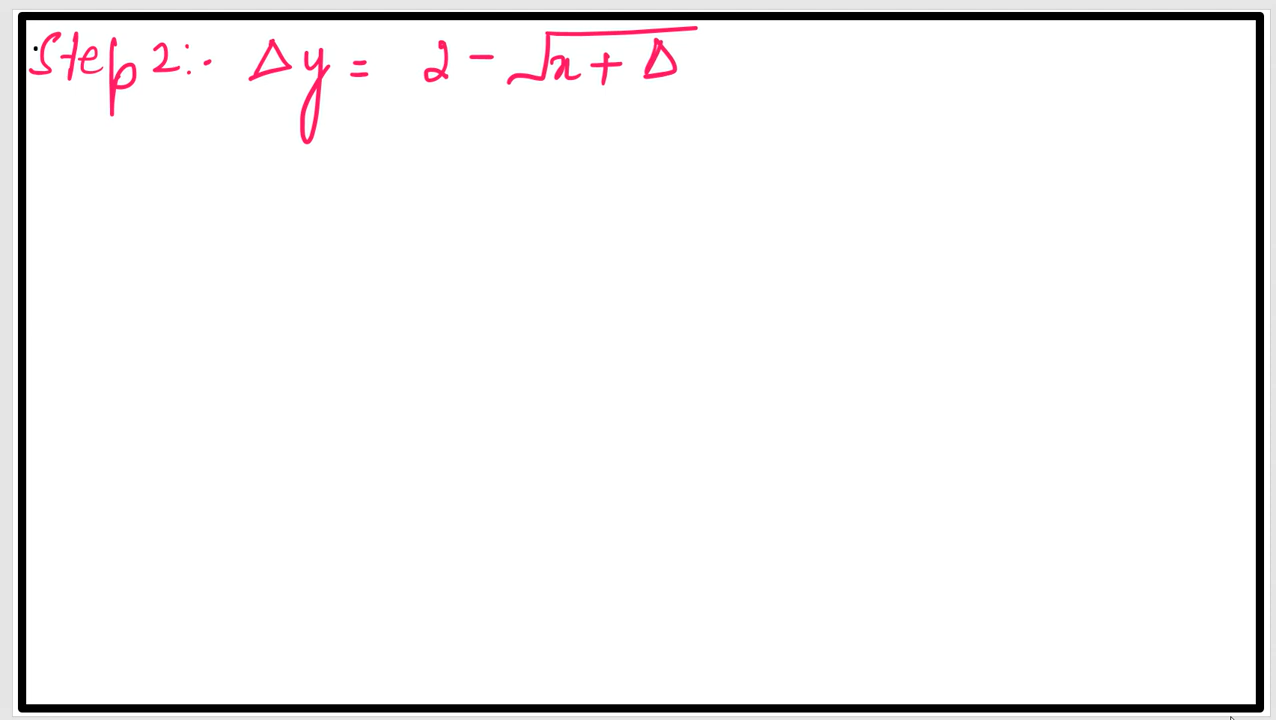 Step 2:- Δy = 2 - √x + Δ